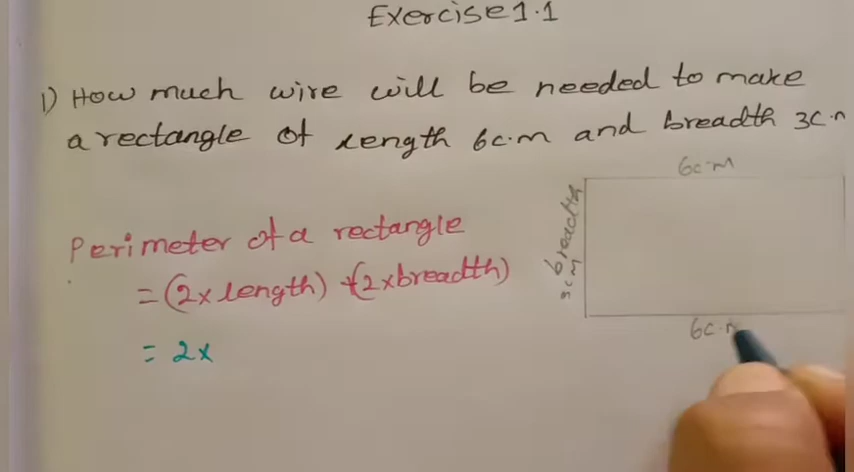 Exercise 1.1
1) How much wire will be needed to make
a rectangle of length 6c.m and breadth 3c.m
6c.m
breadth
3cm
Perimeter of a rectangle
= (2x length) + (2x breadth)
= 2x
6c.m